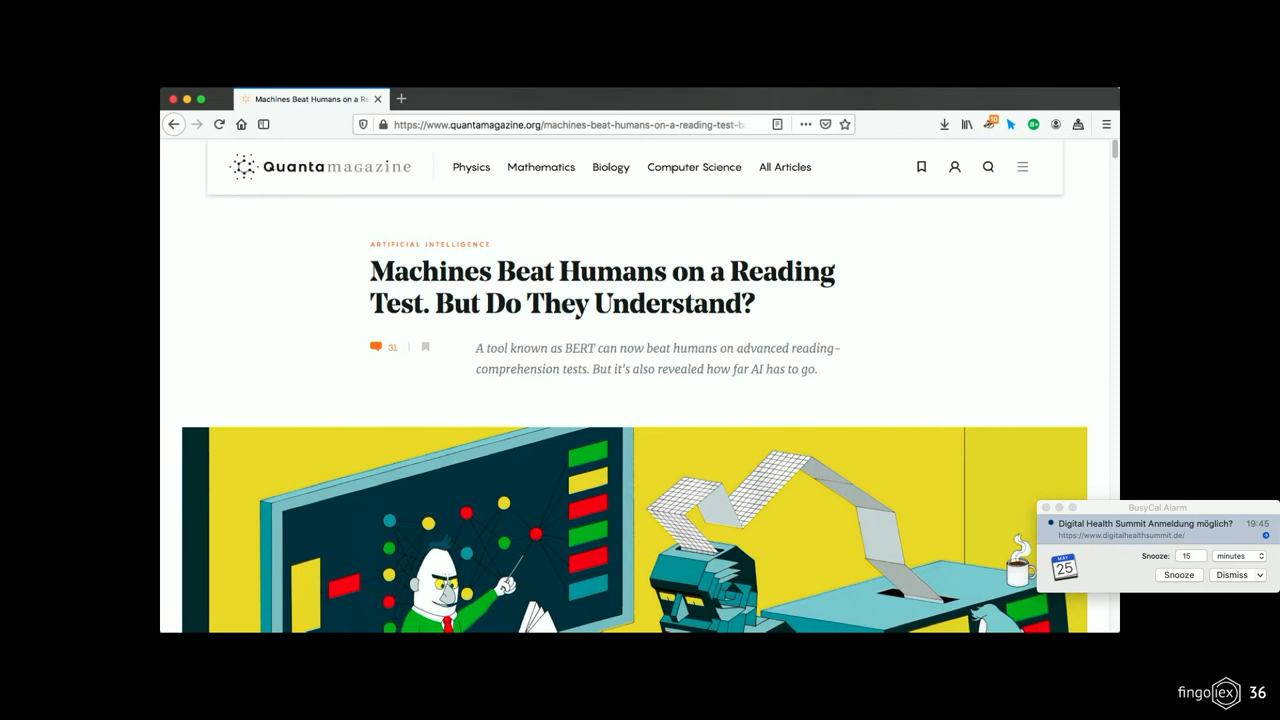 Machines Beat Humans on a Re
https://www.quantamagazine.org/machines-beat-humans-on-a-reading-test-b
10
Quantamagazine
Physics
Mathematics
Biology
Computer Science
All Articles
ARTIFICIAL INTELLIGENCE
Machines Beat Humans on a Reading
Test. But Do They Understand?
31
A tool known as BERT can now beat humans on advanced reading-
comprehension tests. But it's also revealed how far AI has to go.
BusyCal Alarm
Digital Health Summit Anmeldung möglich? 19:45
https://www.digitalhealthsummit.de/
MAY
25
Snooze: 15 minutes
Snooze
Dismiss
fingolex 36